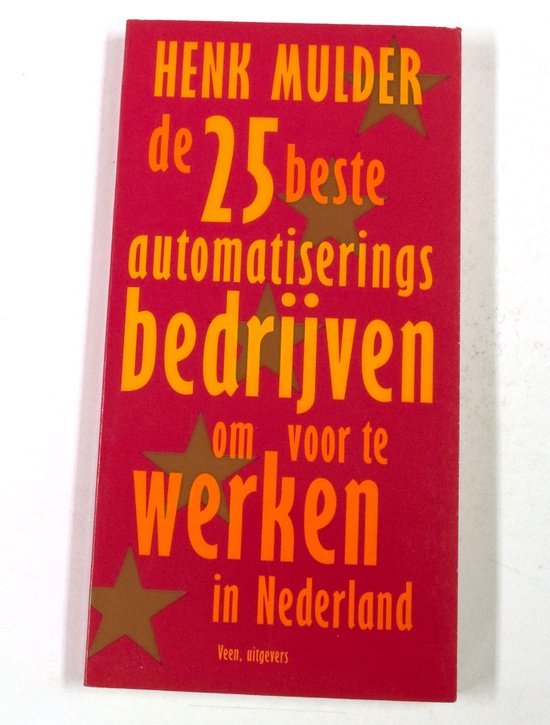 HENK MULDER
de 25 beste
automatiserings
bedrijven
om voor te
werken
in Nederland
Veen, uitgevers